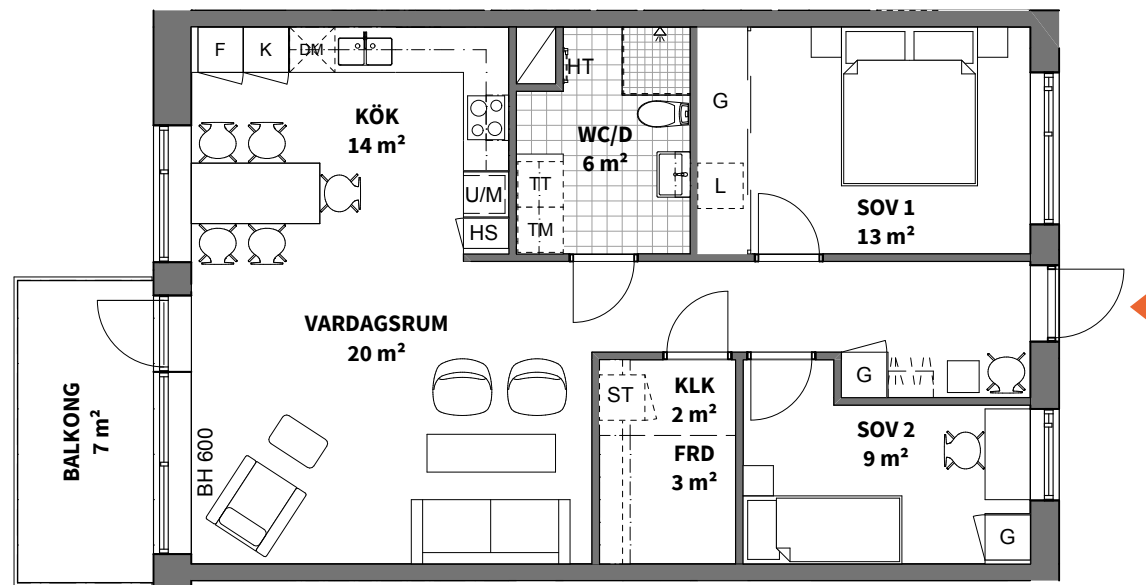 F
K
DM
HT
KÖK
14 m²
WC/D
6 m²
G
L
U/M
HS
TT
TM
SOV 1
13 m²
VARDAGSRUM
20 m²
BALKONG
7 m²
BH 600
ST
KLK
2 m²
FRD
3 m²
G
SOV 2
9 m²
G